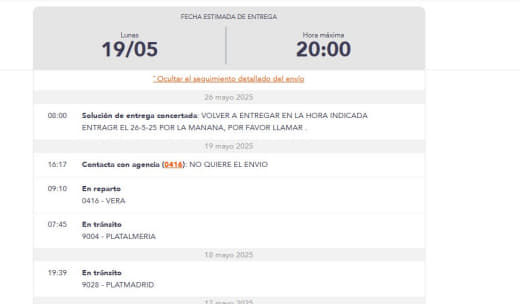 FECHA ESTIMADA DE ENTREGA
Lunes
19/05
Hora máxima
20:00
ˆ Ocultar el seguimiento detallado del envío
26 mayo 2025
08:00 Solución de entrega concertada: VOLVER A ENTREGAR EN LA HORA INDICADA
ENTRAGR EL 26-5-25 POR LA MANANA, POR FAVOR LLAMAR .
19 mayo 2025
16:17 Contacta con agencia (0416): NO QUIERE EL ENVIO
09:10 En reparto
0416 - VERA
07:45 En tránsito
9004 - PLATALMERIA
18 mayo 2025
19:39 En tránsito
9028 - PLATMADRID
17 mayo 2025